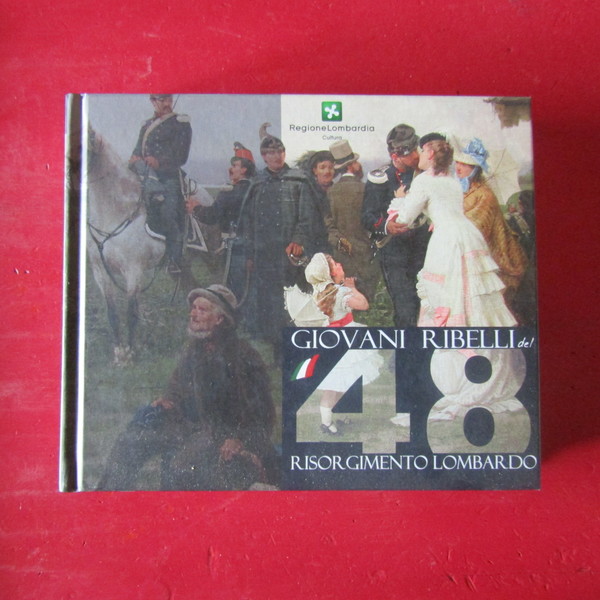 RegioneLombardia
Cultura
GIOVANI RIBELLI del
'48
RISORGIMENTO LOMBARDO